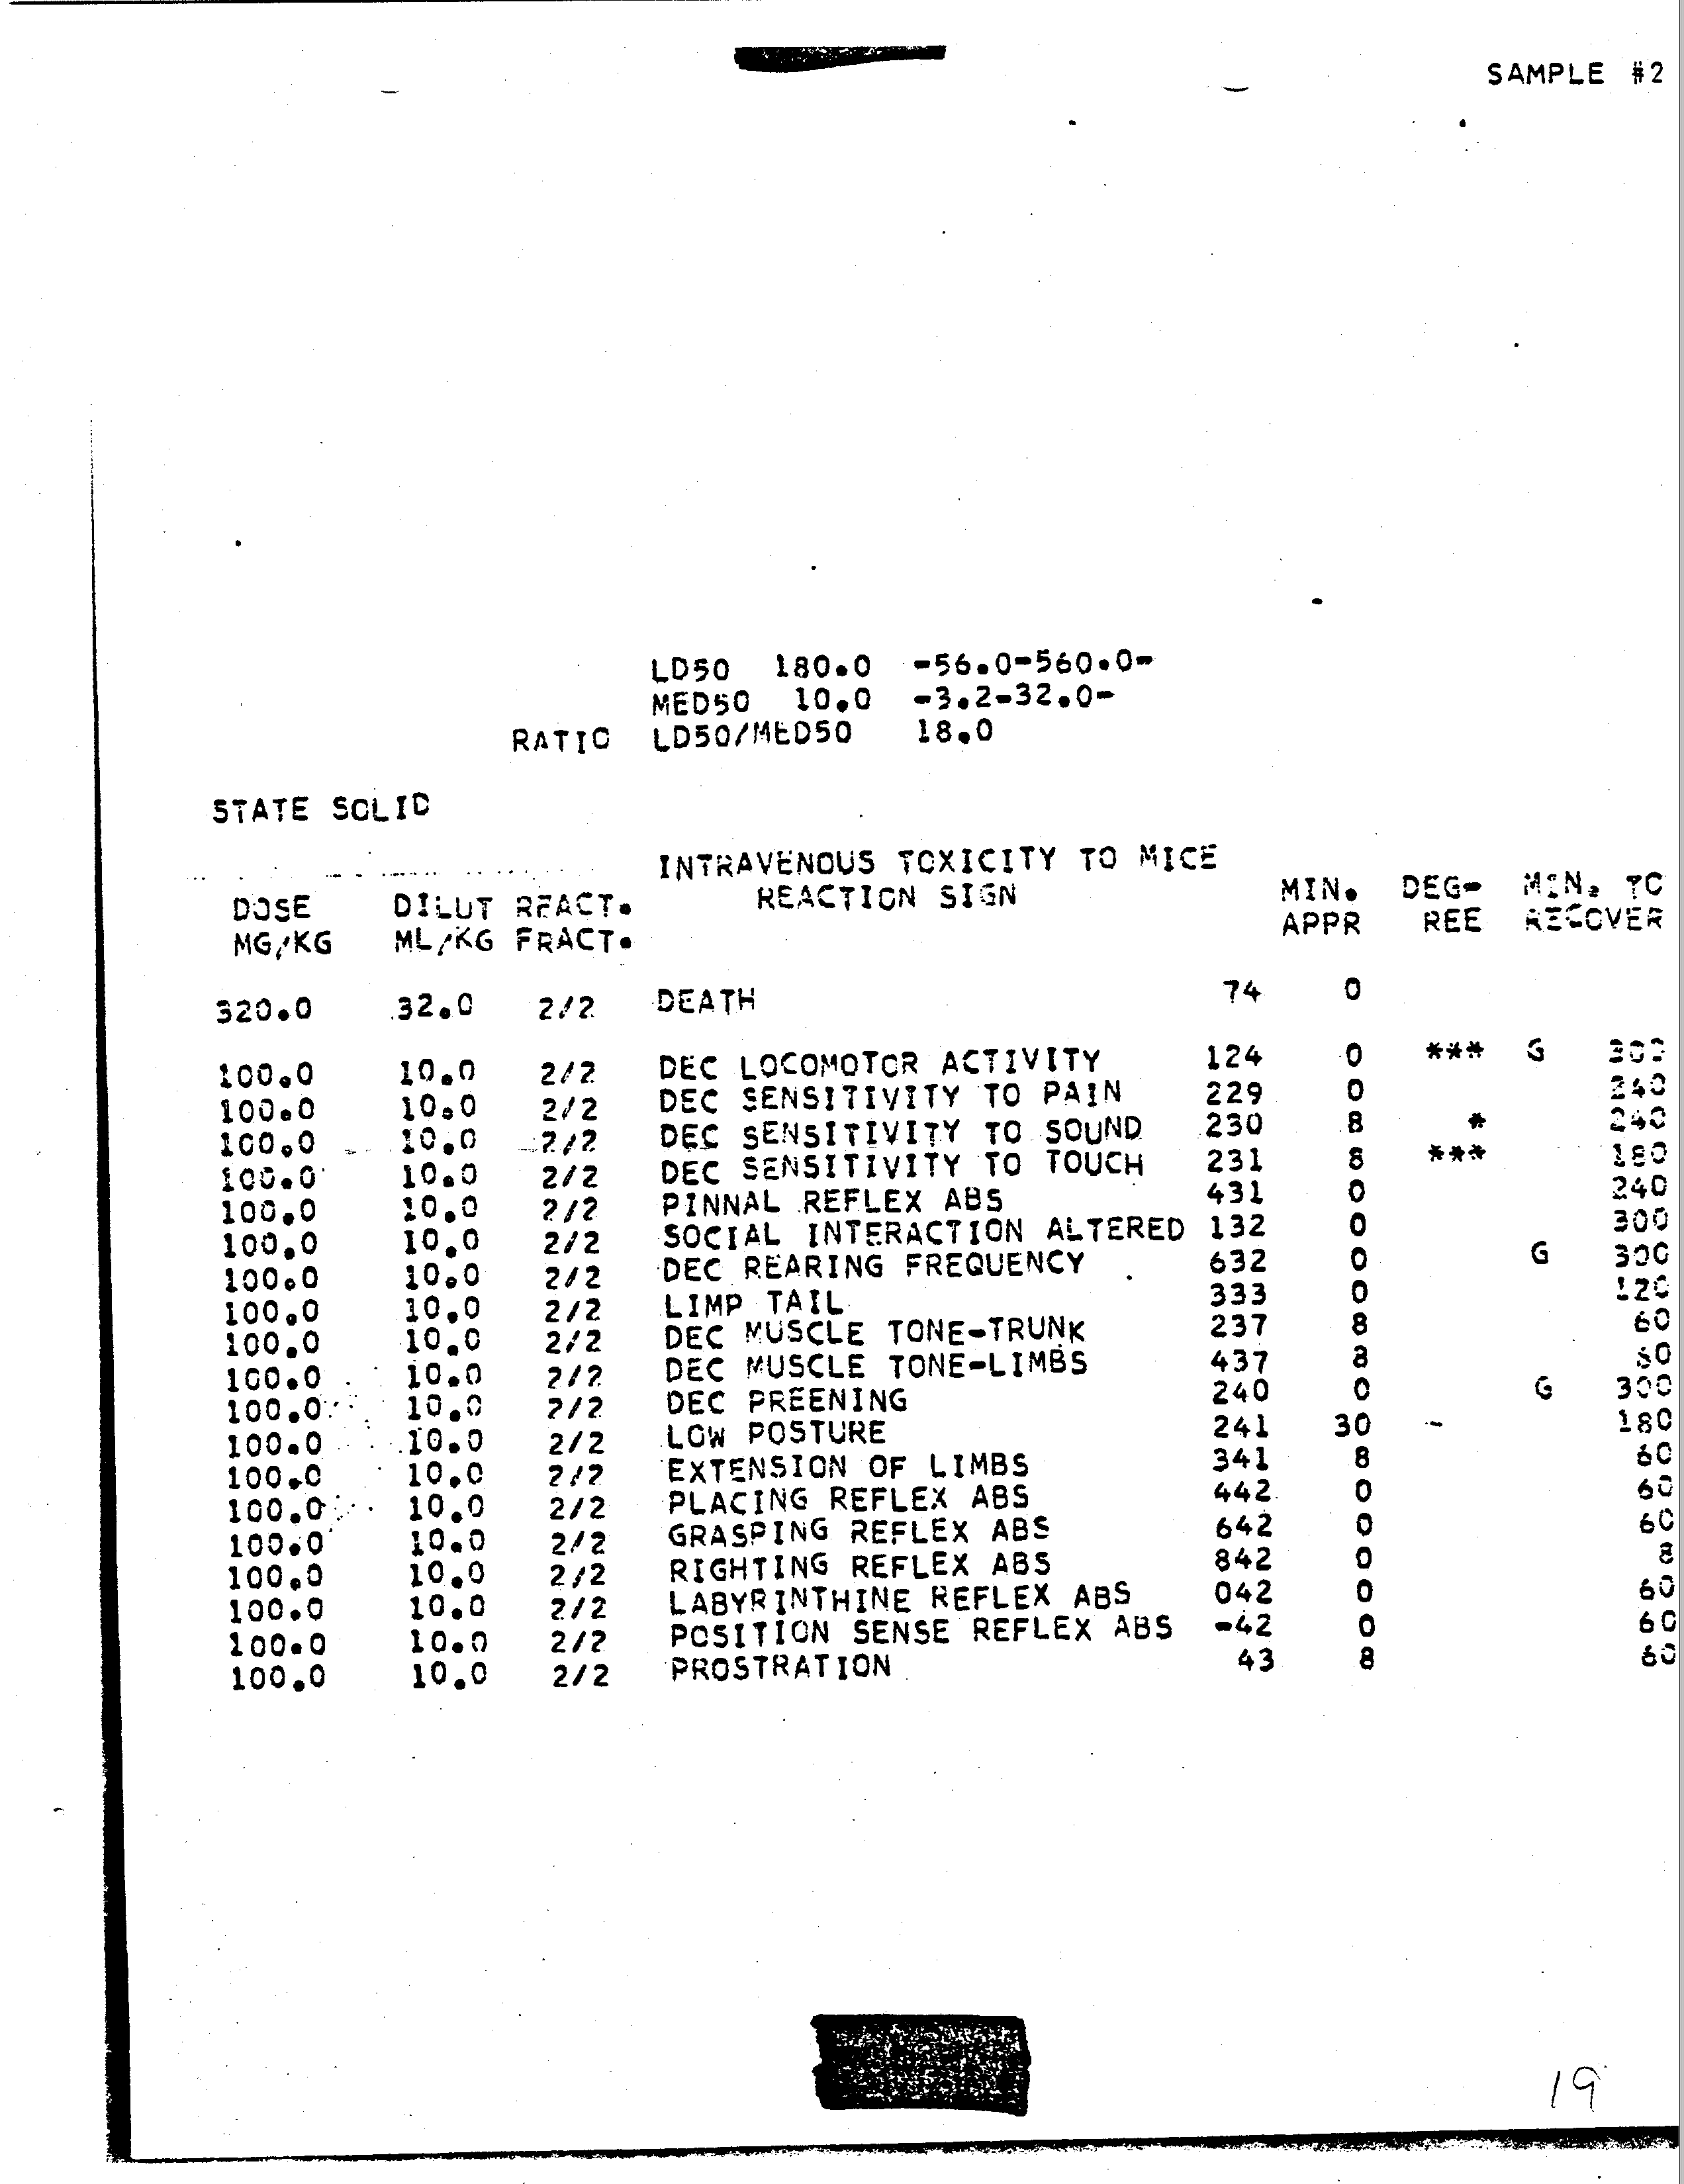 SAMPLE #2
LD50 180.0 -56.0-560.0-
MED50 10.0 -3.2-32.0-
RATIO LD50/MED50 18.0
STATE SOLID
INTRAVENOUS TOXICITY TO MICE
DOSE DILUT REACT. REACTION SIGN MIN. DEG- MIN. TO
MG/KG ML/KG FRACT. APPR REE RECOVER
320.0 32.0 2/2 DEATH 74 0
100.0 10.0 2/2 DEC LOCOMOTOR ACTIVITY 124 0 *** G 300
100.0 10.0 2/2 DEC SENSITIVITY TO PAIN 229 0 240
100.0 10.0 2/2 DEC SENSITIVITY TO SOUND 230 8 * 240
100.0 10.0 2/2 DEC SENSITIVITY TO TOUCH 231 8 *** 180
100.0 10.0 2/2 PINNAL REFLEX ABS 431 0 240
100.0 10.0 2/2 SOCIAL INTERACTION ALTERED 132 0 300
100.0 10.0 2/2 DEC REARING FREQUENCY 632 0 G 300
100.0 10.0 2/2 LIMP TAIL 333 0 120
100.0 10.0 2/2 DEC MUSCLE TONE-TRUNK 237 8 60
100.0 10.0 2/2 DEC MUSCLE TONE-LIMBS 437 8 60
100.0 10.0 2/2 DEC PREENING 240 0 G 300
100.0 10.0 2/2 LOW POSTURE 241 30 - 180
100.0 10.0 2/2 EXTENSION OF LIMBS 341 8 60
100.0 10.0 2/2 PLACING REFLEX ABS 442 0 60
100.0 10.0 2/2 GRASPING REFLEX ABS 642 0 60
100.0 10.0 2/2 RIGHTING REFLEX ABS 842 0 8
100.0 10.0 2/2 LABYRINTHINE REFLEX ABS 042 0 60
100.0 10.0 2/2 POSITION SENSE REFLEX ABS -42 0 60
100.0 10.0 2/2 PROSTRATION 43 8 60
19